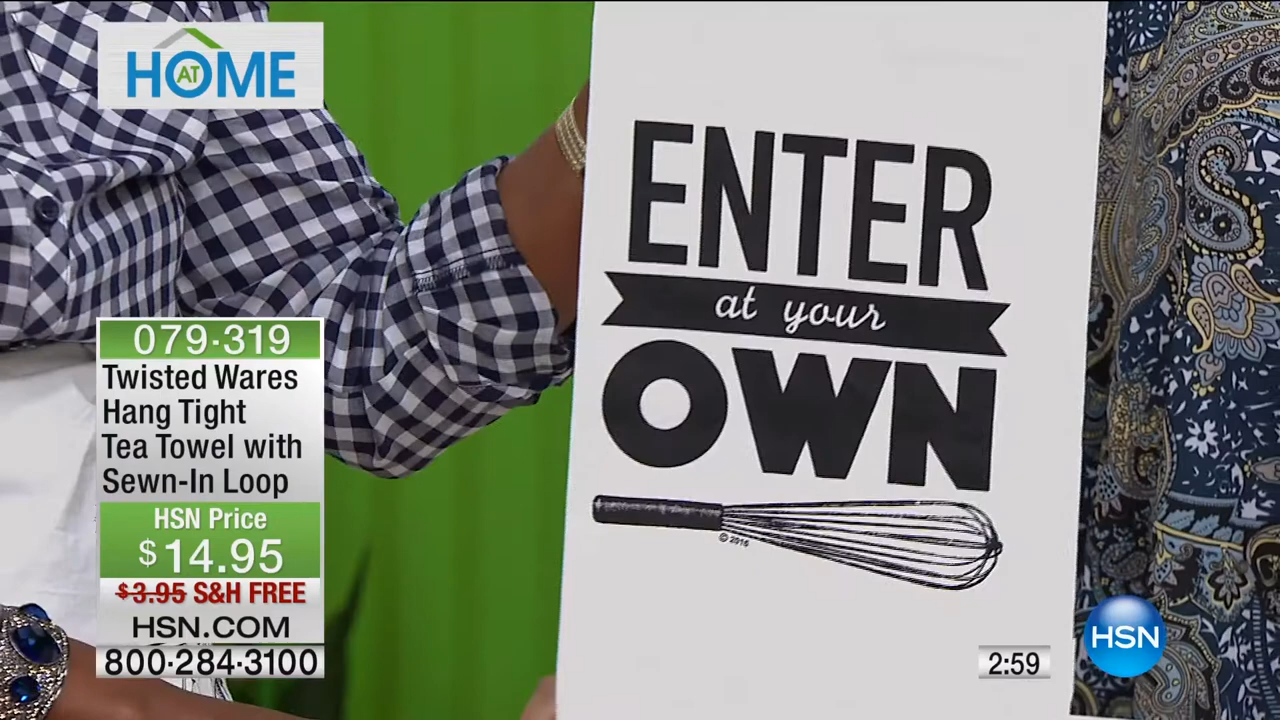 AT HOME
079-319
Twisted Wares
Hang Tight
Tea Towel with
Sewn-In Loop
HSN Price
$14.95
$3.95 S&H FREE
HSN.COM
800-284-3100
ENTER
at your
OWN
© 2016
2:59
HSN